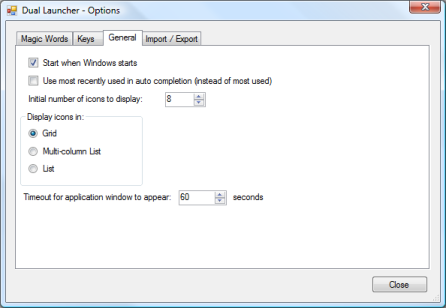 Dual Launcher - Options
Magic Words Keys General Import / Export
Start when Windows starts
Use most recently used in auto completion (instead of most used)
Initial number of icons to display: 8
Display icons in:
Grid
Multi-column List
List
Timeout for application window to appear: 60 seconds
Close